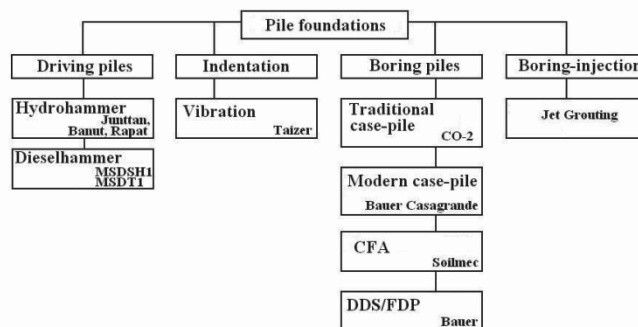 Pile foundations
Driving piles
Indentation
Boring piles
Boring-injection
Hydrohammer
Junttan,
Banut, Rapat
Dieselhammer
MSDSH1
MSDT1
Vibration
Taizer
Traditional
case-pile
CO-2
Modern case-pile
Bauer Casagrande
CFA
Soilmec
DDS/FDP
Bauer
Jet Grouting